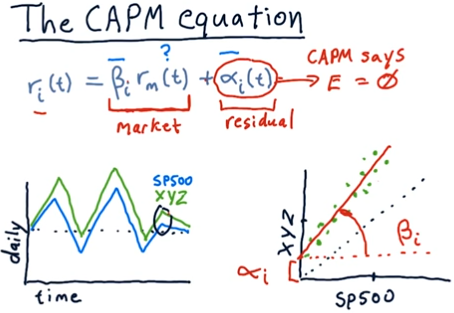 The CAPM equation
?
rᵢ(t) = βᵢ rₘ(t) + αᵢ(t)
CAPM says
E = 0
market
residual
SP500
XYZ
daily
time
XYZ
βᵢ
αᵢ
SP500